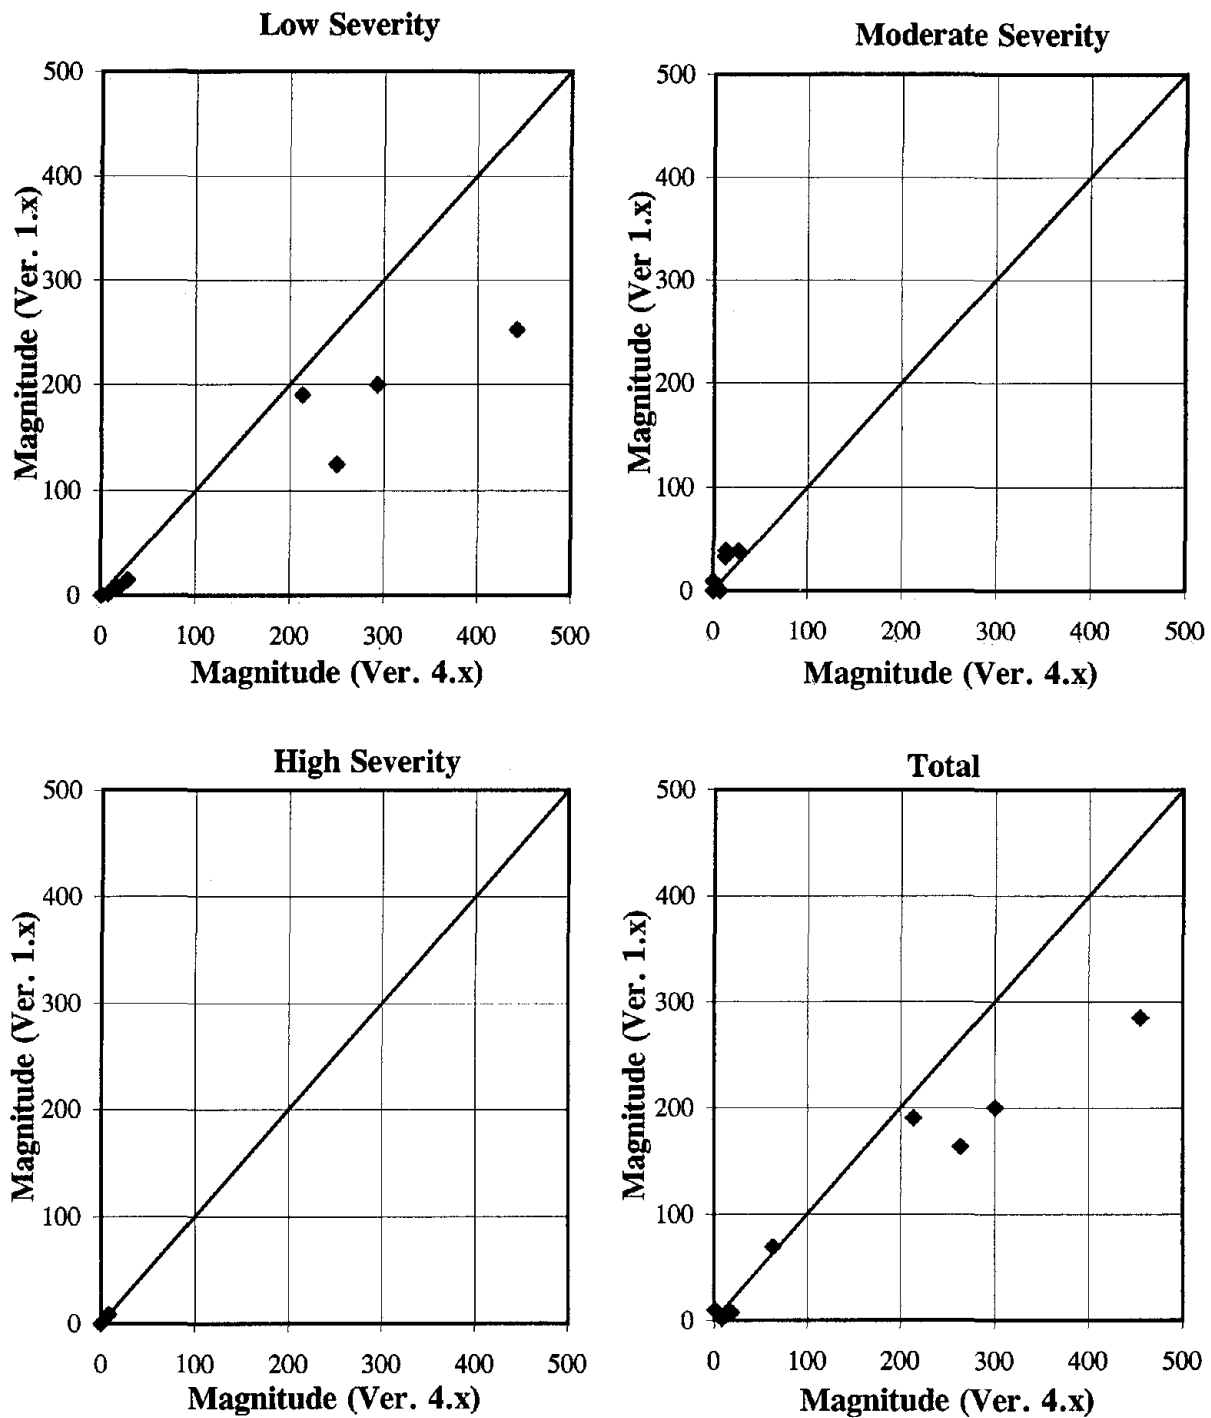 Low Severity
500
400
300
200
100
0
Magnitude (Ver. 1.x)
0 100 200 300 400 500
Magnitude (Ver. 4.x)
Moderate Severity
500
400
300
200
100
0
Magnitude (Ver 1.x)
0 100 200 300 400 500
Magnitude (Ver. 4.x)
High Severity
500
400
300
200
100
0
Magnitude (Ver. 1.x)
0 100 200 300 400 500
Magnitude (Ver. 4.x)
Total
500
400
300
200
100
0
Magnitude (Ver. 1.x)
0 100 200 300 400 500
Magnitude (Ver. 4.x)